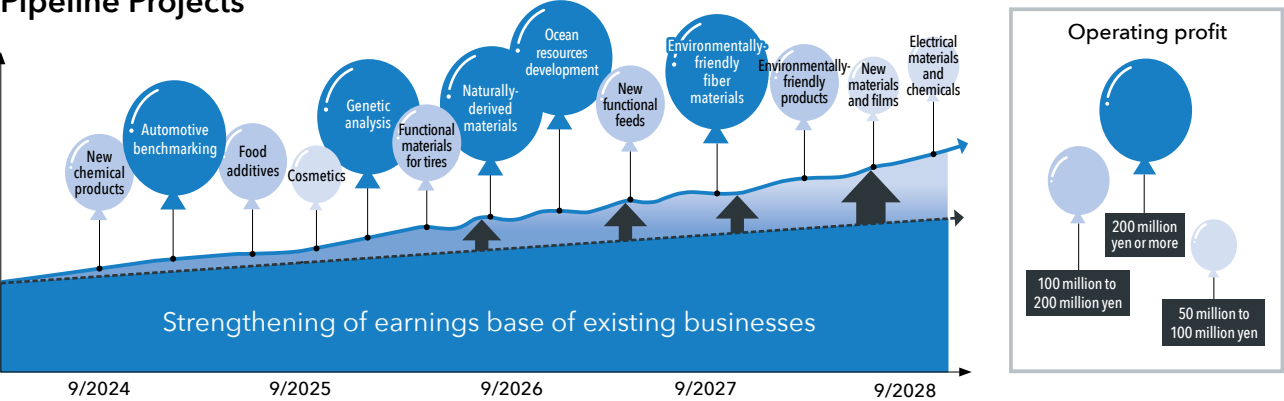 Pipeline Projects
New
chemical
products
Automotive
benchmarking
Food
additives
Cosmetics
Genetic
analysis
Functional
materials
for tires
Naturally-
derived
materials
Ocean
resources
development
New
functional
feeds
Environmentally-
friendly
fiber
materials
Environmentally-
friendly
products
New
materials
and films
Electrical
materials
and
chemicals
Strengthening of earnings base of existing businesses
9/2024
9/2025
9/2026
9/2027
9/2028
Operating profit
200 million
yen or more
100 million to
200 million yen
50 million to
100 million yen